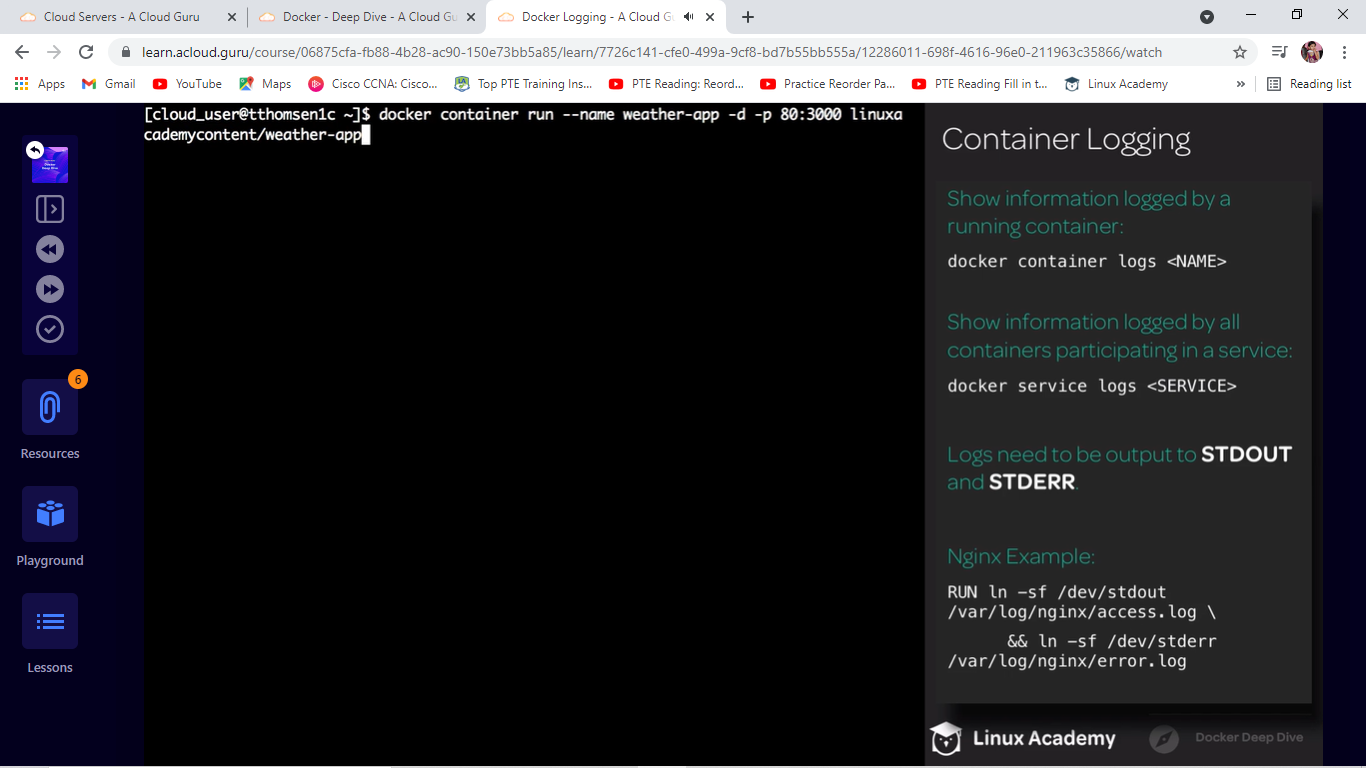 Cloud Servers - A Cloud Guru
Docker - Deep Dive - A Cloud Gu
Docker Logging - A Cloud G
learn.acloud.guru/course/06875cfa-fb88-4b28-ac90-150e73bb5a85/learn/7726c141-cfe0-499a-9cf8-bd7b55bb555a/12286011-698f-4616-96e0-211963c35866/watch
Apps
Gmail
YouTube
Maps
Cisco CCNA: Cisco...
Top PTE Training Ins...
PTE Reading: Reord...
Practice Reorder Pa...
PTE Reading Fill in t...
Linux Academy
»
Reading list
[cloud_user@tthomsen1c ~]$ docker container run --name weather-app -d -p 80:3000 linuxa
cademycontent/weather-app
Docker
Deep Dive
6
Resources
Playground
Lessons
Container Logging
Show information logged by a
running container:
docker container logs <NAME>
Show information logged by all
containers participating in a service:
docker service logs <SERVICE>
Logs need to be output to STDOUT
and STDERR.
Nginx Example:
RUN ln -sf /dev/stdout
/var/log/nginx/access.log \
&& ln -sf /dev/stderr
/var/log/nginx/error.log
Linux Academy
Docker Deep Dive